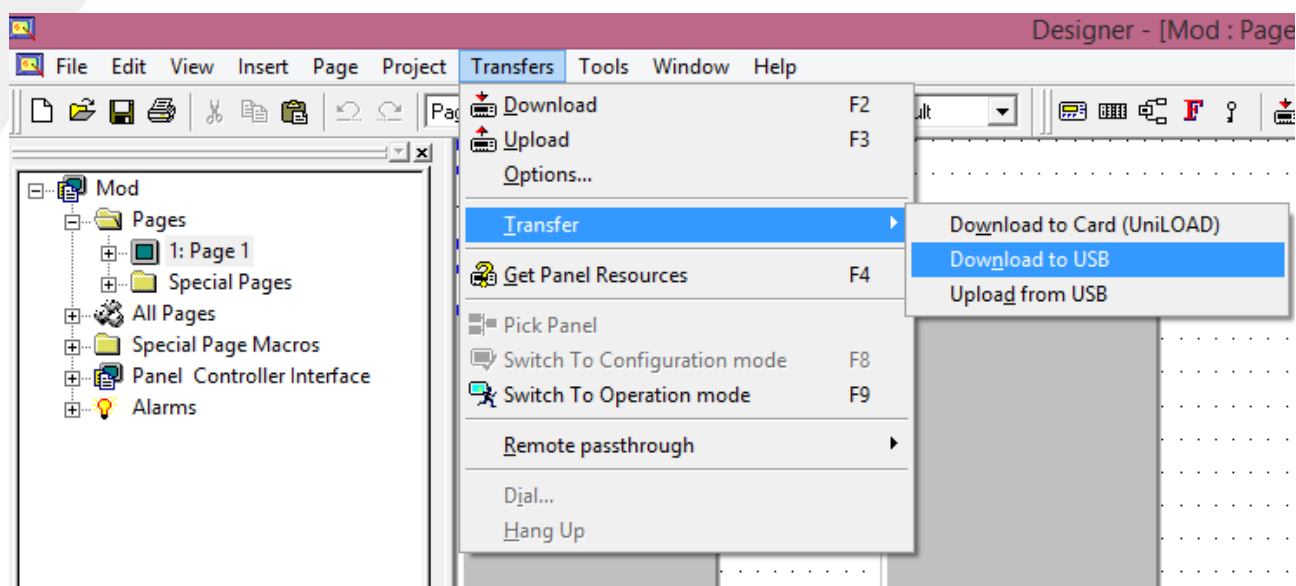 Designer - [Mod : Page
File Edit View Insert Page Project Transfers Tools Window Help
Download F2
Upload F3
Options...
Transfer
Download to Card (UniLOAD)
Download to USB
Upload from USB
Get Panel Resources F4
Pick Panel
Switch To Configuration mode F8
Switch To Operation mode F9
Remote passthrough
Dial...
Hang Up
Mod
Pages
1: Page 1
Special Pages
All Pages
Special Page Macros
Panel Controller Interface
Alarms